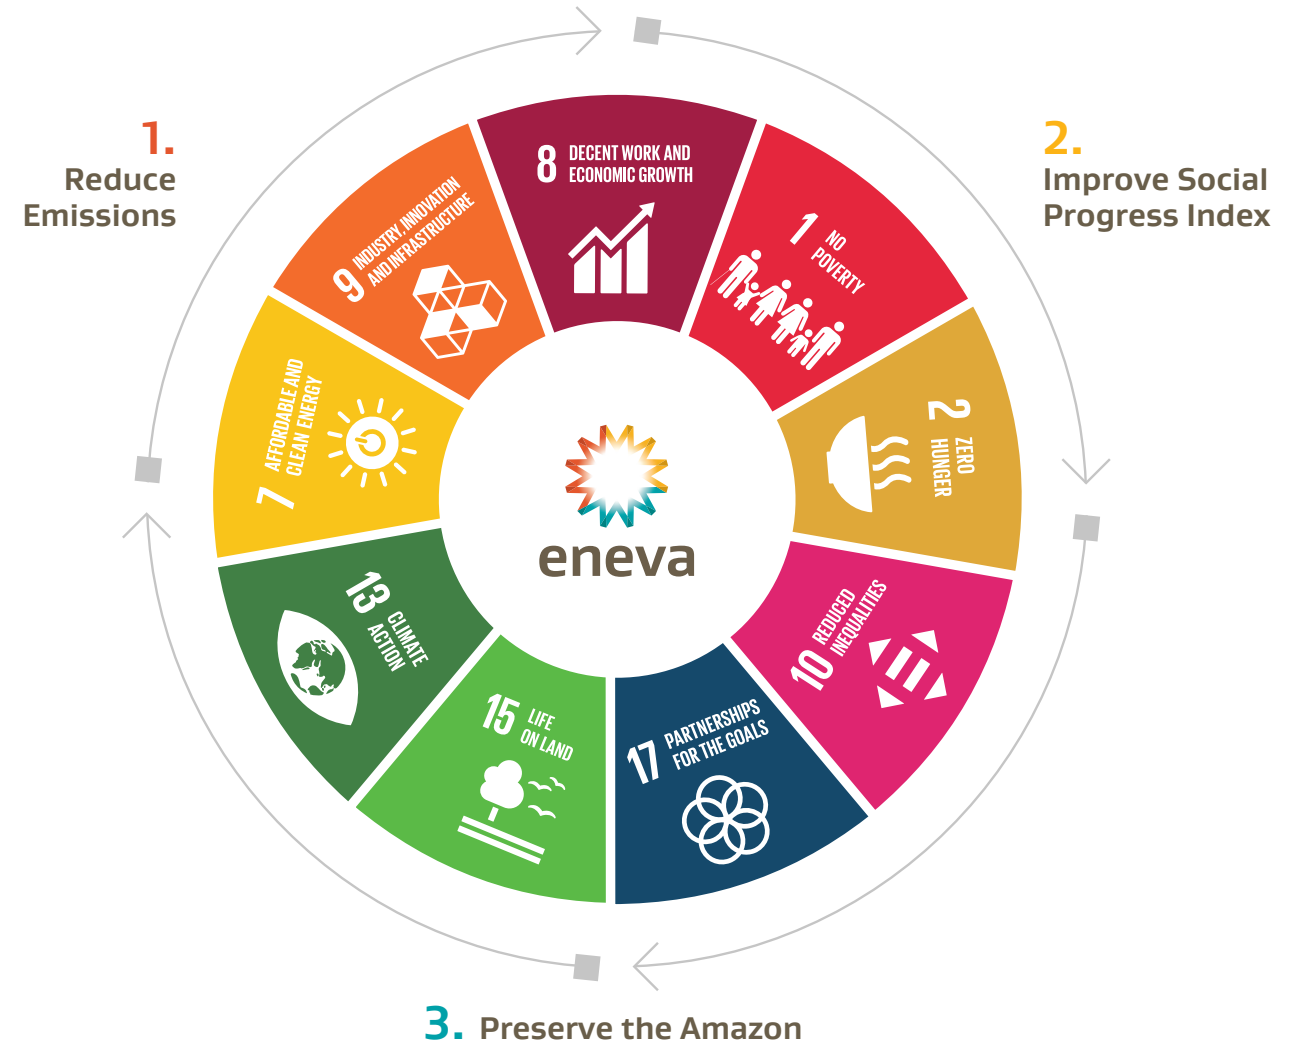 1.
Reduce
Emissions
2.
Improve Social
Progress Index
8 DECENT WORK AND
ECONOMIC GROWTH
1 NO
POVERTY
2 ZERO
HUNGER
10 REDUCED
INEQUALITIES
17 PARTNERSHIPS
FOR THE GOALS
15 LIFE
ON LAND
13 CLIMATE
ACTION
7 AFFORDABLE AND
CLEAN ENERGY
9 INDUSTRY, INNOVATION
AND INFRASTRUCTURE
eneva
3. Preserve the Amazon